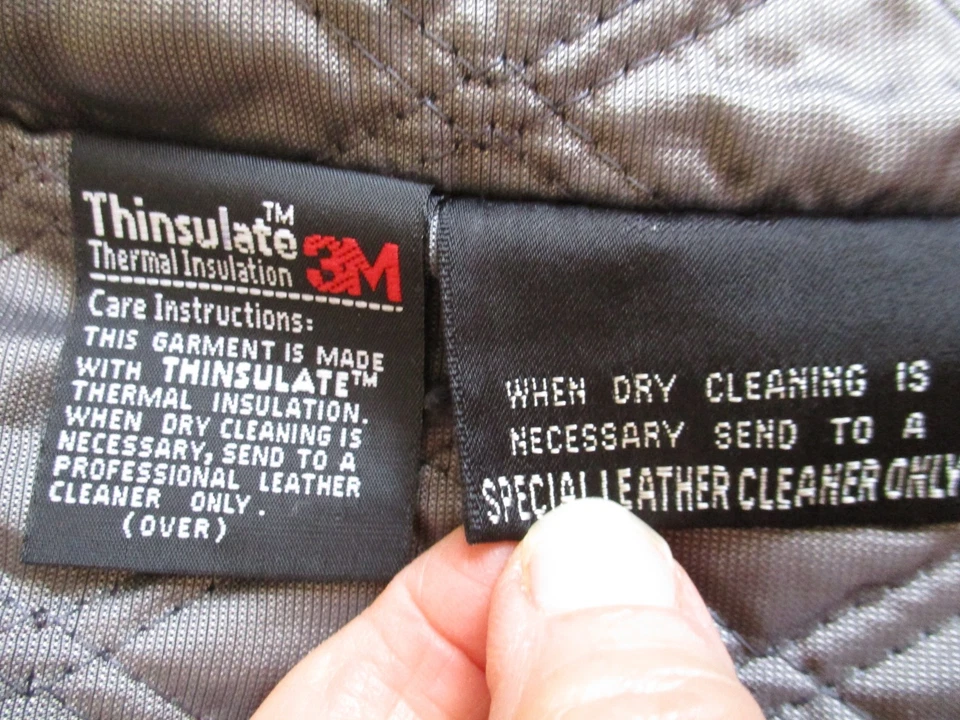 Thinsulate™
Thermal Insulation
3M
Care Instructions:
THIS GARMENT IS MADE
WITH THINSULATE™
THERMAL INSULATION.
WHEN DRY CLEANING IS
NECESSARY, SEND TO A
PROFESSIONAL LEATHER
CLEANER ONLY.
(OVER)
WHEN DRY CLEANING IS
NECESSARY SEND TO A
SPECIAL LEATHER CLEANER ONLY